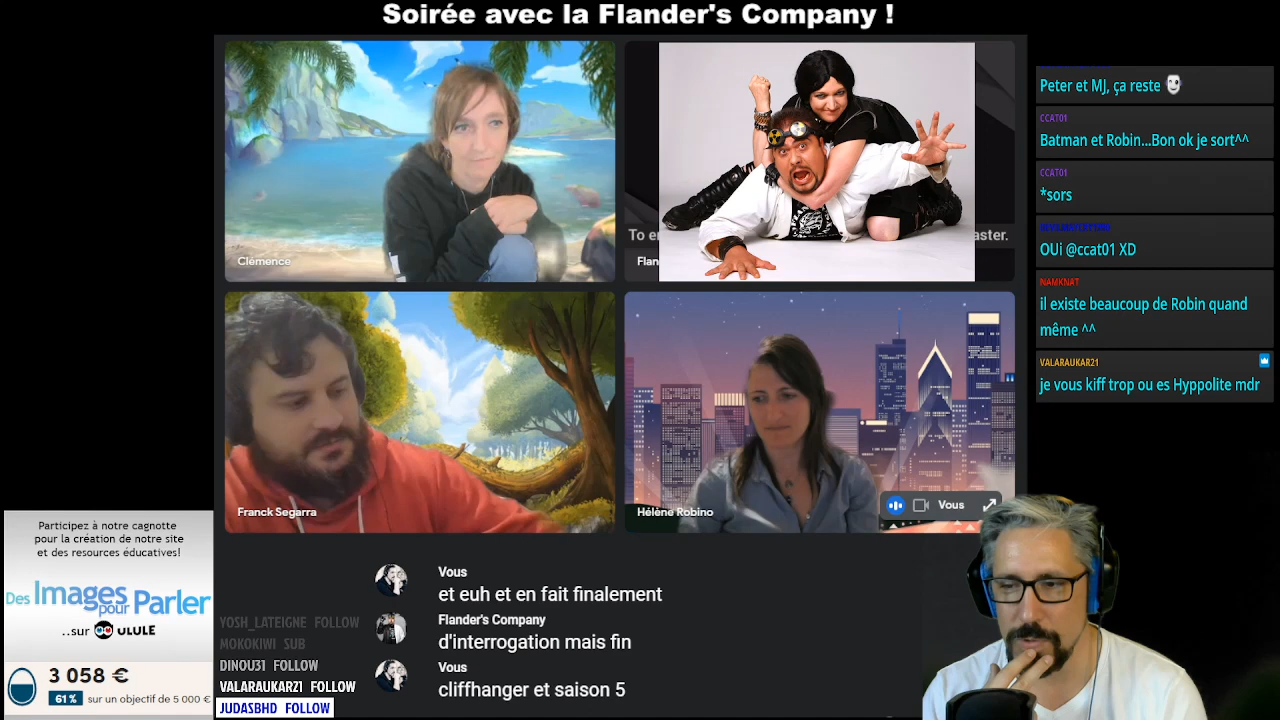 Soirée avec la Flander's Company !
Clémence
To en
aster.
Flan
Franck Segarra
Hélène Robino
Vous
Peter et MJ, ça reste
CCAT01
Batman et Robin...Bon ok je sort^^
CCAT01
*sors
OUi @ccat01 XD
NAMKNAT
il existe beaucoup de Robin quand
même ^^
VALARAUKAR21
je vous kiff trop ou es Hyppolite mdr
Participez à notre cagnotte
pour la création de notre site
et des resources éducatives!
Des Images pour Parler
..sur ULULE
3 058 €
61 % sur un objectif de 5 000 €
YOSH_LATEIGNE FOLLOW
MOKOKIWI SUB
DINOU31 FOLLOW
VALARAUKAR21 FOLLOW
JUDASBHD FOLLOW
Vous
et euh et en fait finalement
Flander's Company
d'interrogation mais fin
Vous
cliffhanger et saison 5